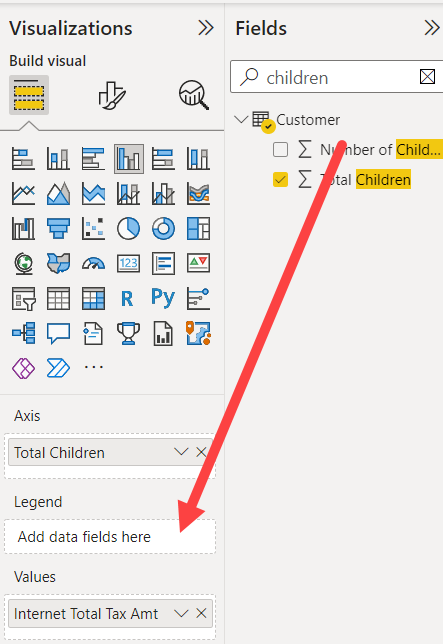 Visualizations
Build visual
123
R
Py
Axis
Total Children
Legend
Add data fields here
Values
Internet Total Tax Amt
Fields
children
Customer
Number of Child...
Total Children